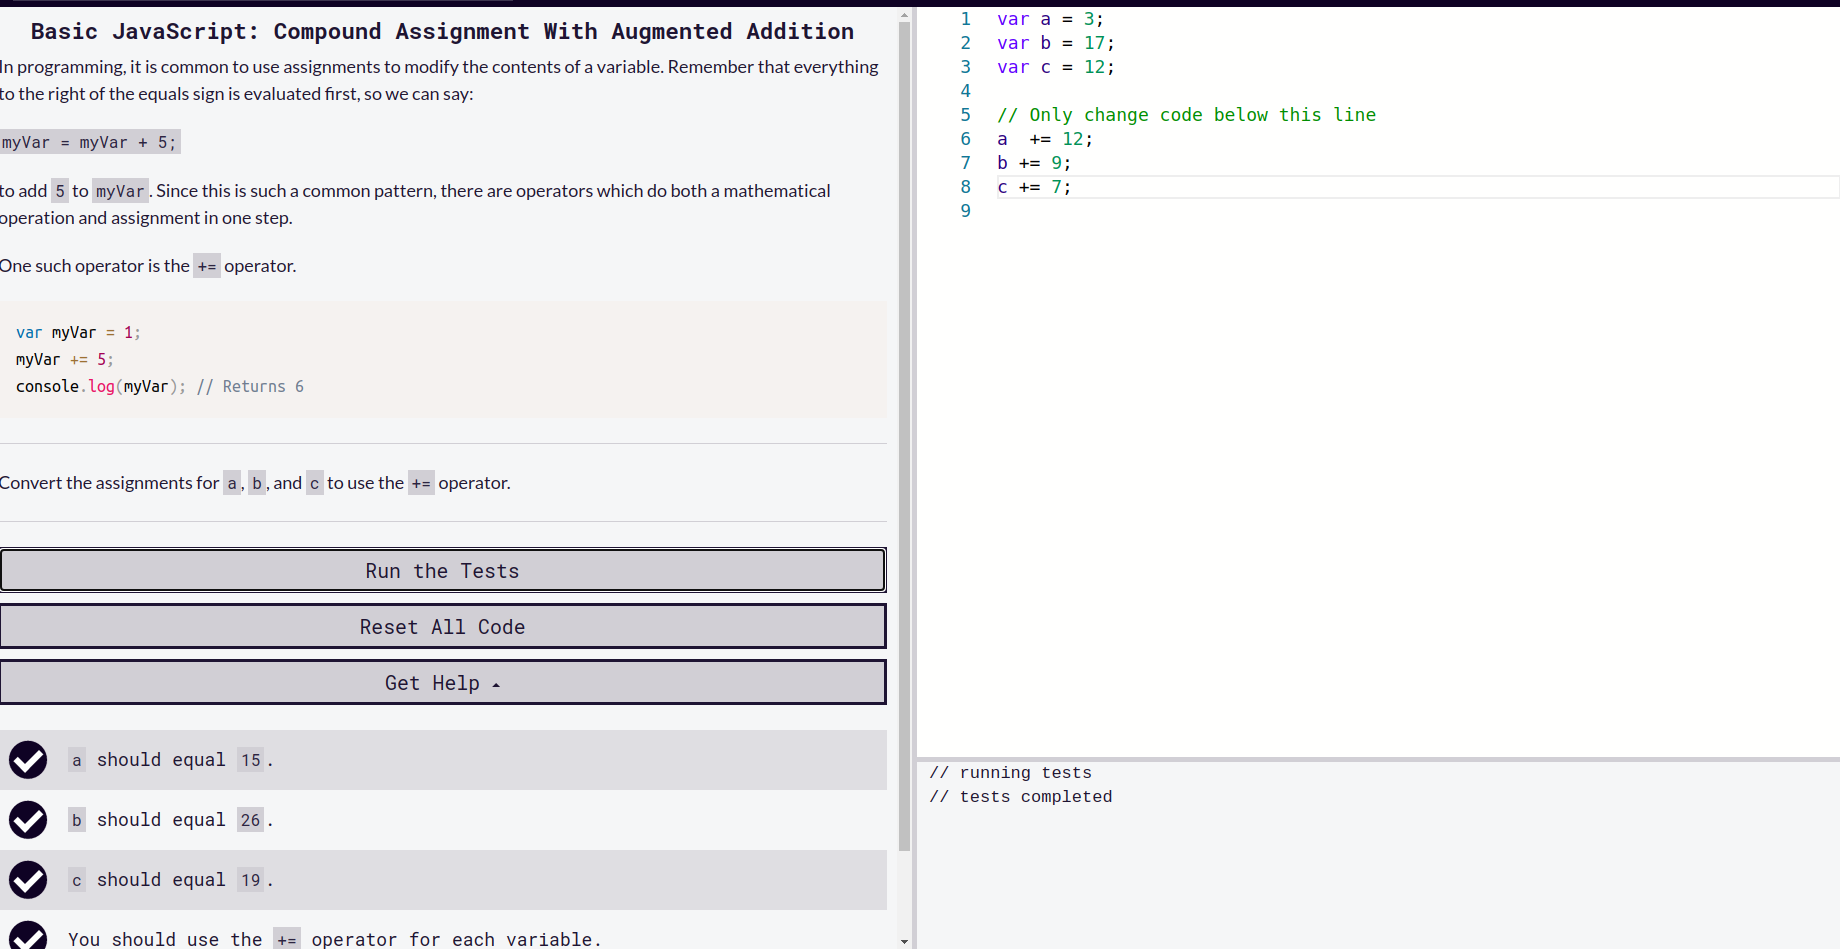 Basic JavaScript: Compound Assignment With Augmented Addition
In programming, it is common to use assignments to modify the contents of a variable. Remember that everything
to the right of the equals sign is evaluated first, so we can say:
myVar = myVar + 5;
to add 5 to myVar. Since this is such a common pattern, there are operators which do both a mathematical
operation and assignment in one step.
One such operator is the += operator.
var myVar = 1;
myVar += 5;
console.log(myVar); // Returns 6
Convert the assignments for a, b, and c to use the += operator.
Run the Tests
Reset All Code
Get Help
a should equal 15.
b should equal 26.
c should equal 19.
You should use the += operator for each variable.
1 var a = 3;
2 var b = 17;
3 var c = 12;
4
5 // Only change code below this line
6 a  += 12;
7 b += 9;
8 c += 7;
9
// running tests
// tests completed